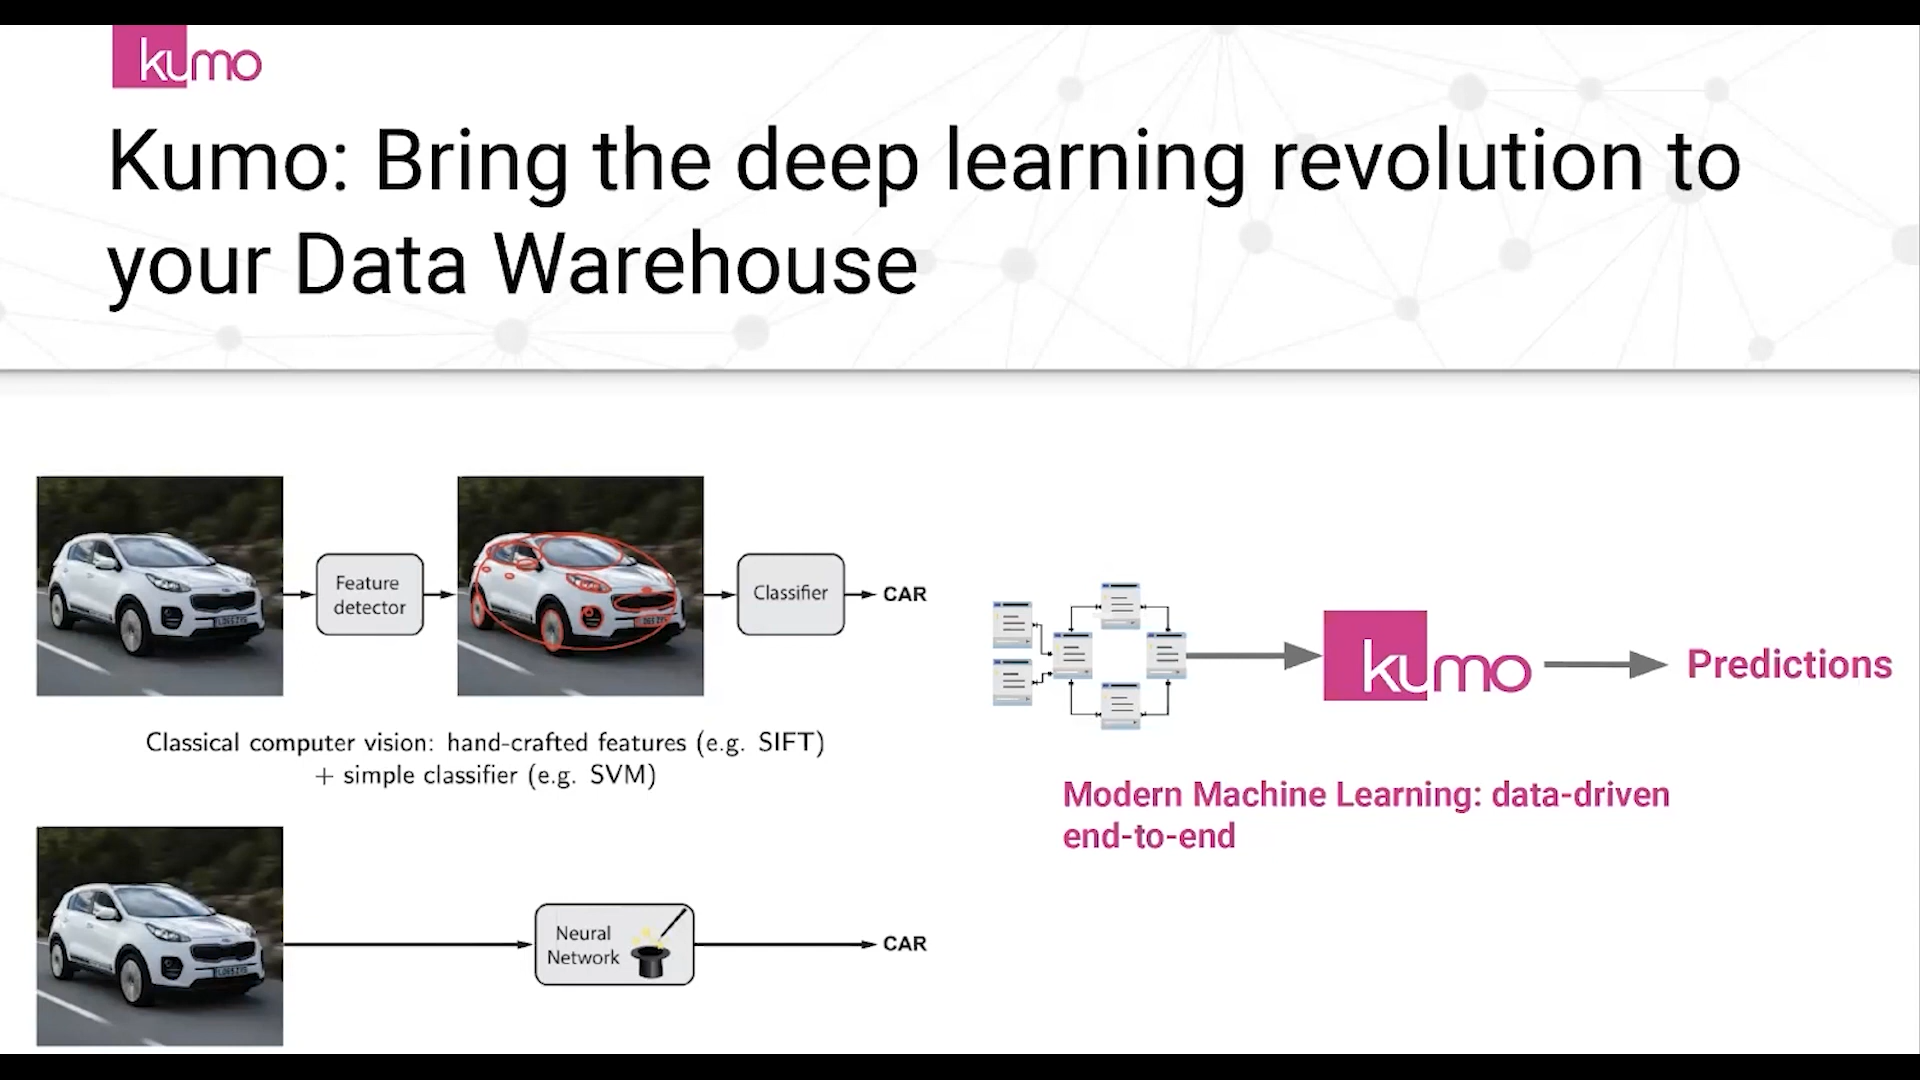 kumo
Kumo: Bring the deep learning revolution to
your Data Warehouse
Feature
detector
Classifier
CAR
Classical computer vision: hand-crafted features (e.g. SIFT)
+ simple classifier (e.g. SVM)
Neural
Network
CAR
kumo
Predictions
Modern Machine Learning: data-driven
end-to-end